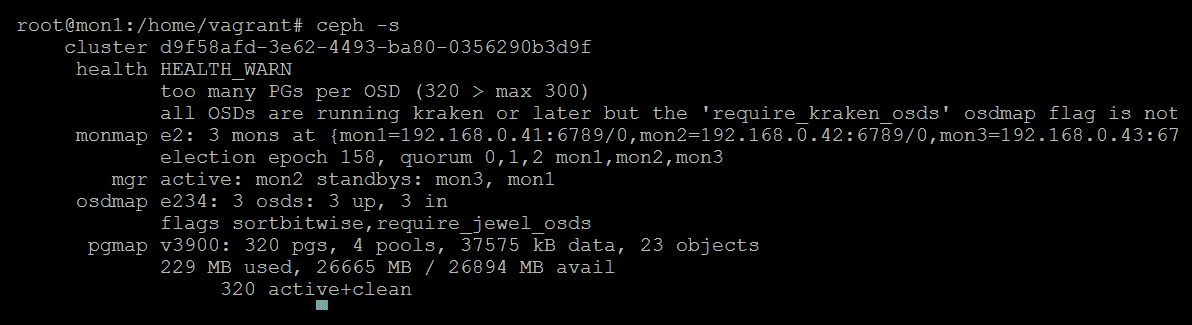 root@mon1:/home/vagrant# ceph -s
cluster d9f58afd-3e62-4493-ba80-0356290b3d9f
health HEALTH_WARN
too many PGs per OSD (320 > max 300)
all OSDs are running kraken or later but the 'require_kraken_osds' osdmap flag is not
monmap e2: 3 mons at {mon1=192.168.0.41:6789/0,mon2=192.168.0.42:6789/0,mon3=192.168.0.43:67
election epoch 158, quorum 0,1,2 mon1,mon2,mon3
mgr active: mon2 standbys: mon3, mon1
osdmap e234: 3 osds: 3 up, 3 in
flags sortbitwise,require_jewel_osds
pgmap v3900: 320 pgs, 4 pools, 37575 kB data, 23 objects
229 MB used, 26665 MB / 26894 MB avail
320 active+clean